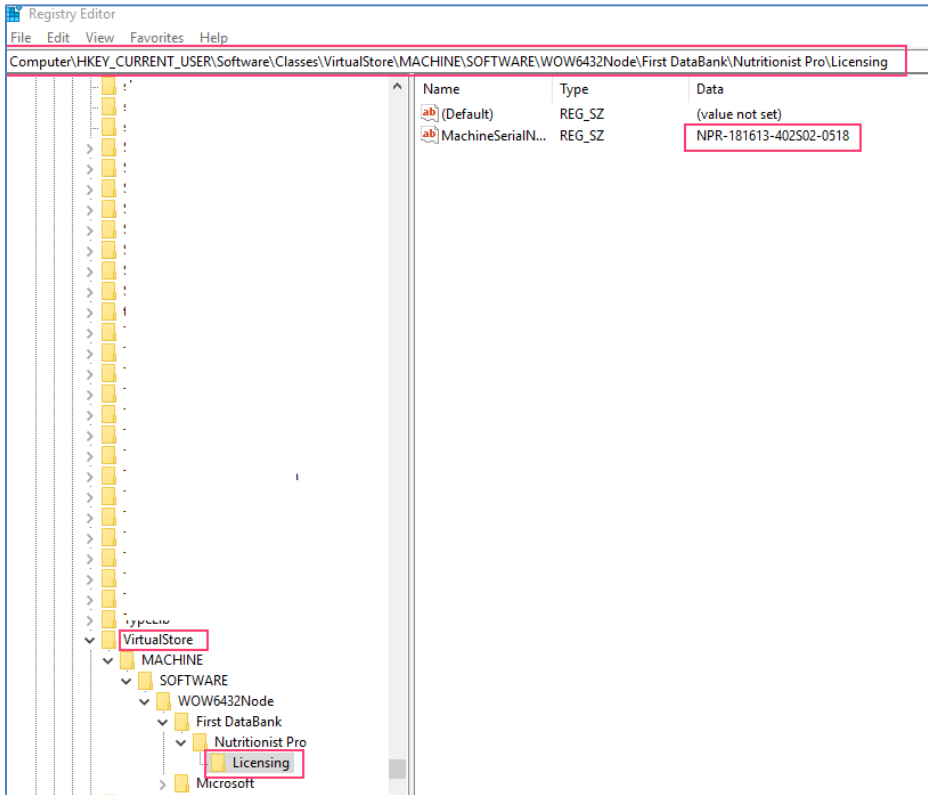 Registry Editor
File Edit View Favorites Help
Computer\HKEY_CURRENT_USER\Software\Classes\VirtualStore\MACHINE\SOFTWARE\WOW6432Node\First DataBank\Nutritionist Pro\Licensing
Name Type Data
(Default) REG_SZ (value not set)
MachineSerialN... REG_SZ NPR-181613-402S02-0518
VirtualStore
MACHINE
SOFTWARE
WOW6432Node
First DataBank
Nutritionist Pro
Licensing
Microsoft